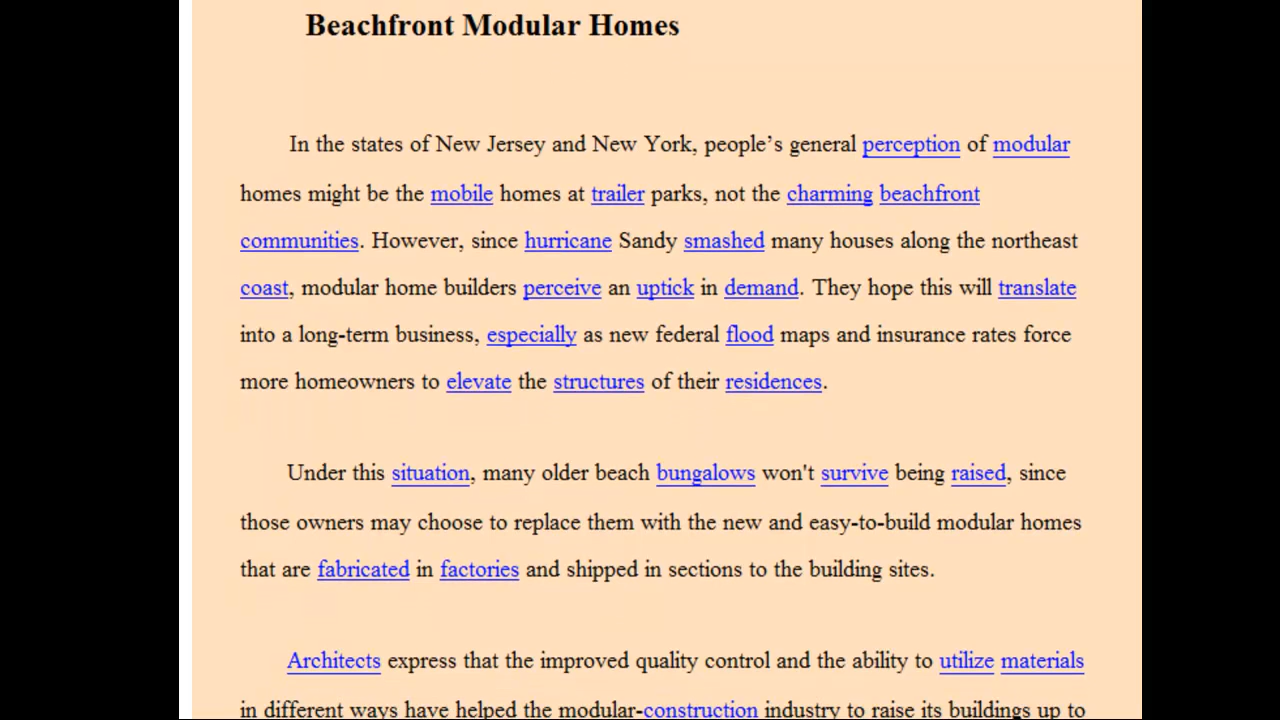 Beachfront Modular Homes
In the states of New Jersey and New York, people’s general perception of modular
homes might be the mobile homes at trailer parks, not the charming beachfront
communities. However, since hurricane Sandy smashed many houses along the northeast
coast, modular home builders perceive an uptick in demand. They hope this will translate
into a long-term business, especially as new federal flood maps and insurance rates force
more homeowners to elevate the structures of their residences.
Under this situation, many older beach bungalows won't survive being raised, since
those owners may choose to replace them with the new and easy-to-build modular homes
that are fabricated in factories and shipped in sections to the building sites.
Architects express that the improved quality control and the ability to utilize materials
in different ways have helped the modular-construction industry to raise its buildings up to